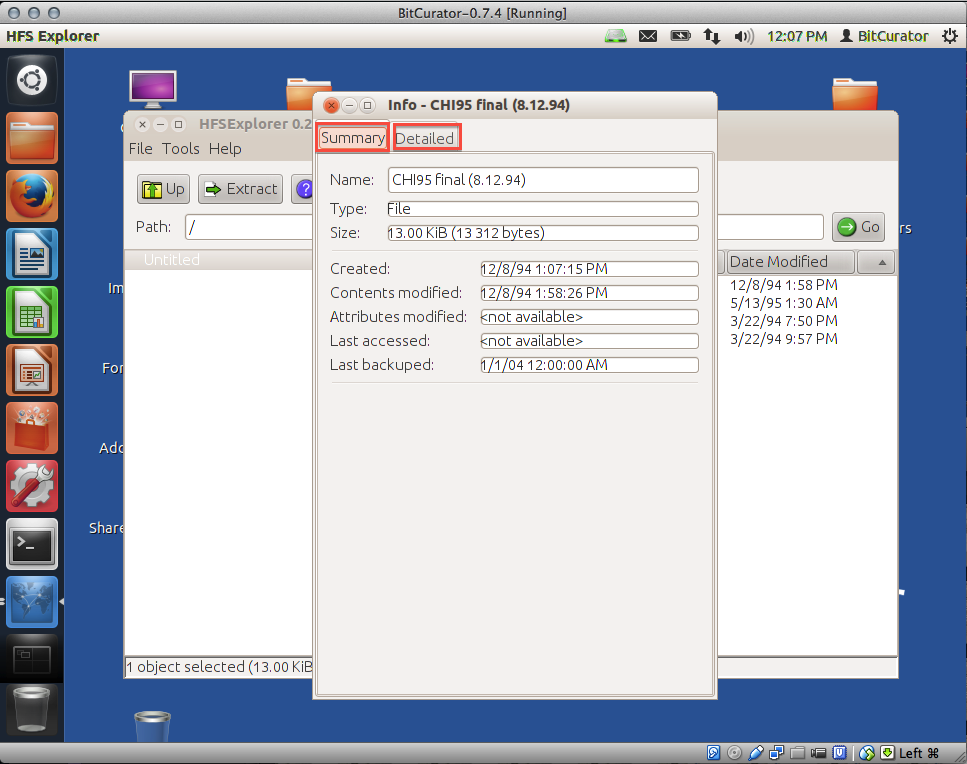 BitCurator-0.7.4 [Running]
HFS Explorer
12:07 PM
BitCurator
Info - CHI95 final (8.12.94)
HFSExplorer 0.2
File Tools Help
Summary
Detailed
Up
Extract
?
Path:
/
Go
rs
Untitled
Date Modified
12/8/94 1:58 PM
5/13/95 1:30 AM
3/22/94 7:50 PM
3/22/94 9:57 PM
Name: CHI95 final (8.12.94)
Type: File
Size: 13.00 KiB (13 312 bytes)
Created: 12/8/94 1:07:15 PM
Contents modified: 12/8/94 1:58:26 PM
Attributes modified: <not available>
Last accessed: <not available>
Last backuped: 1/1/04 12:00:00 AM
Im
For
Add
Share
1 object selected (13.00 KiB
>_
Left ⌘